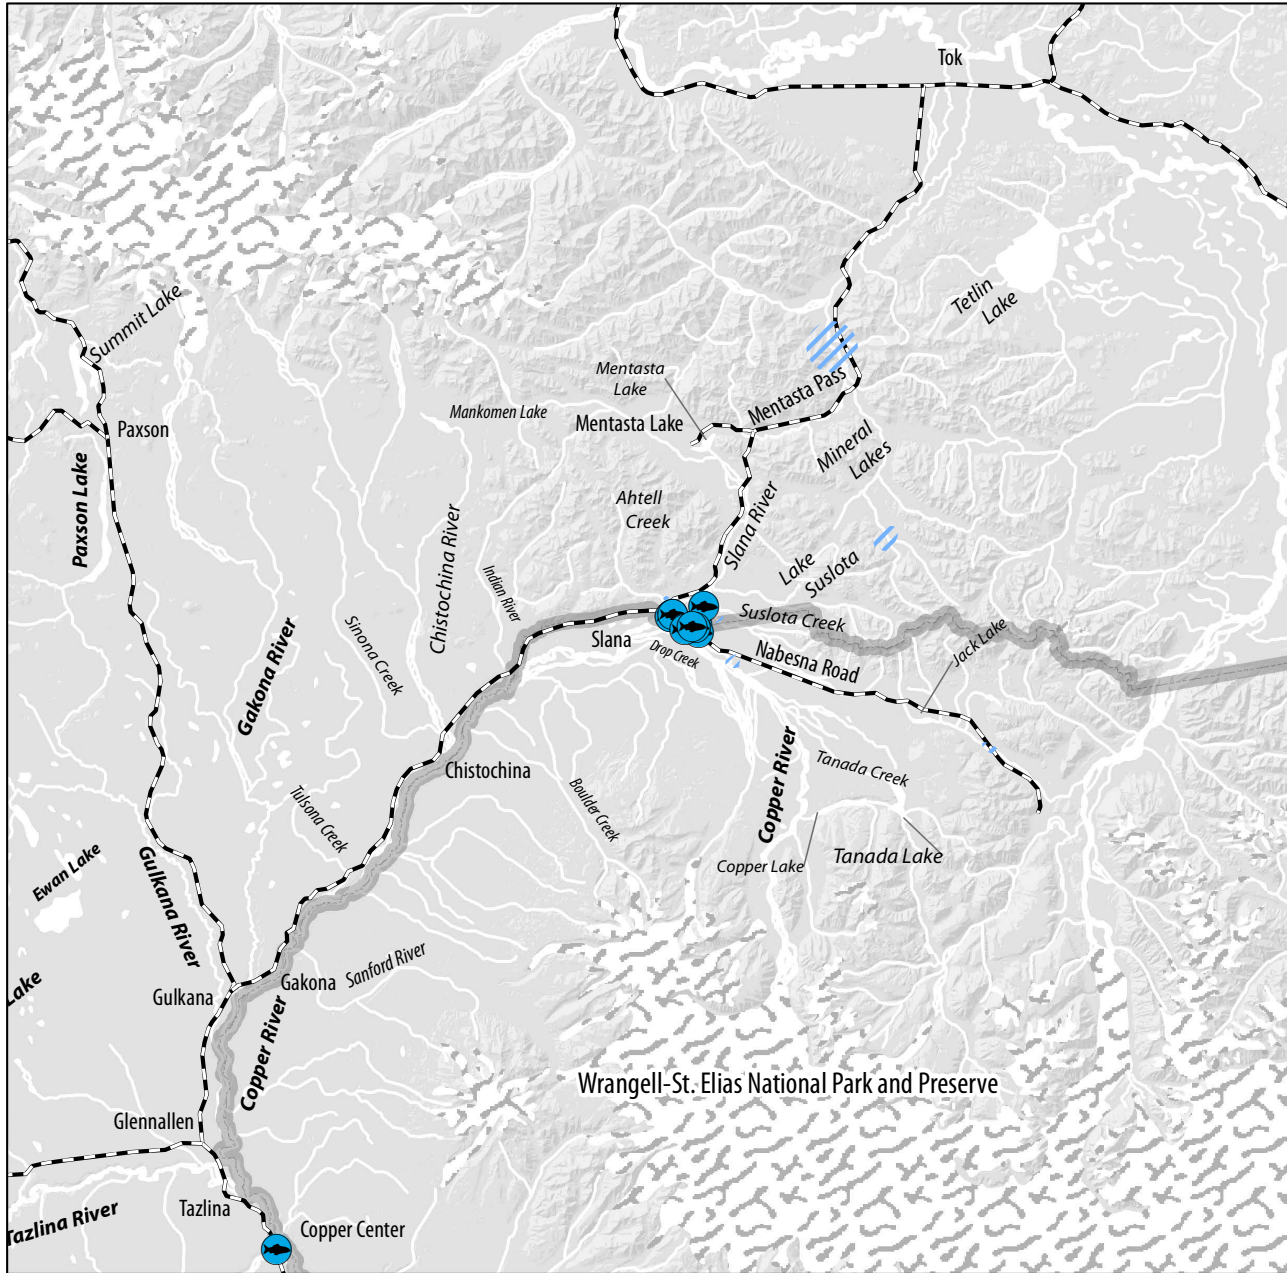 Tok
Tetlin
Lake
Summit Lake
Mentasta
Lake
Mentasta Pass
Mankomen Lake
Mentasta Lake
Paxson
Mineral
Lakes
Paxson Lake
Ahtell
Creek
Slana River
Chistochina River
Lake
Suslota
Indian River
Suslota Creek
Sinona Creek
Slana
Drop Creek
Nabesna Road
Jack Lake
Gakona River
Chistochina
Copper River
Tanada Creek
Boulder Creek
Tulsona Creek
Copper Lake
Tanada Lake
Ewan Lake
Gulkana River
Lake
Gulkana
Gakona
Sanford River
Copper River
Wrangell-St. Elias National Park and Preserve
Glennallen
Tazlina
Tazlina River
Copper Center